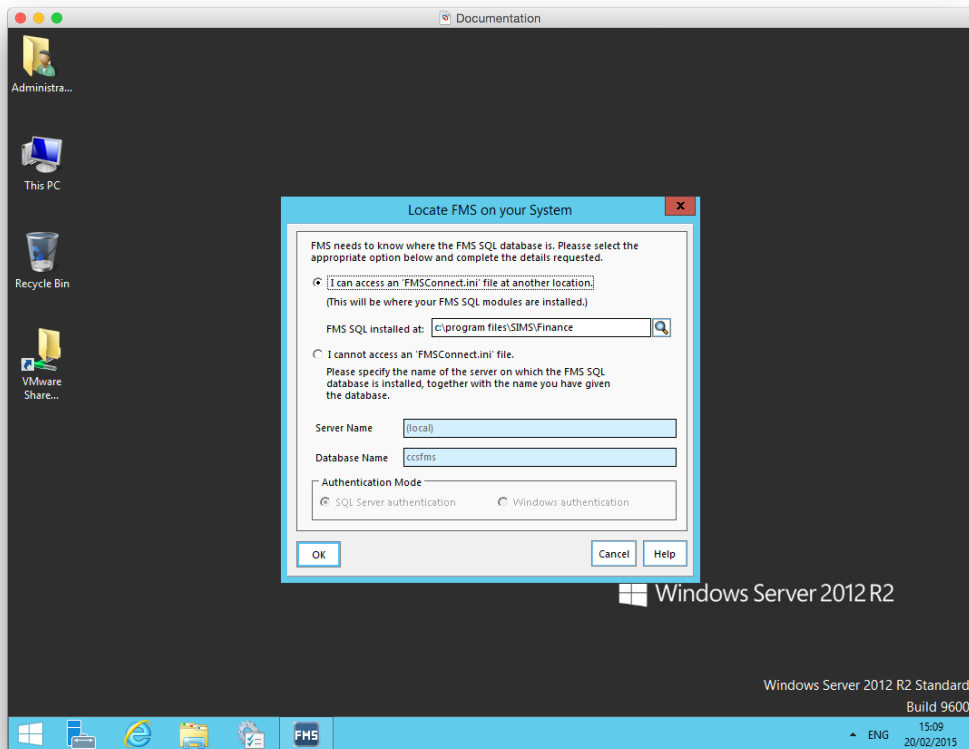 Documentation
Administra...
This PC
Recycle Bin
VMware
Share...
Locate FMS on your System
x
FMS needs to know where the FMS SQL database is. Pleasse select the
appropriate option below and complete the details requested.
I can access an 'FMSConnect.ini' file at another location.
(This will be where your FMS SQL modules are installed.)
FMS SQL installed at: c:\program files\SIMS\Finance
I cannot access an 'FMSConnect.ini' file.
Please specify the name of the server on which the FMS SQL
database is installed, together with the name you have given
the database.
Server Name (local)
Database Name ccsfms
Authentication Mode
SQL Server authentication Windows authentication
OK Cancel Help
Windows Server 2012 R2
Windows Server 2012 R2 Standard
Build 9600
FMS
ENG
15:09
20/02/2015